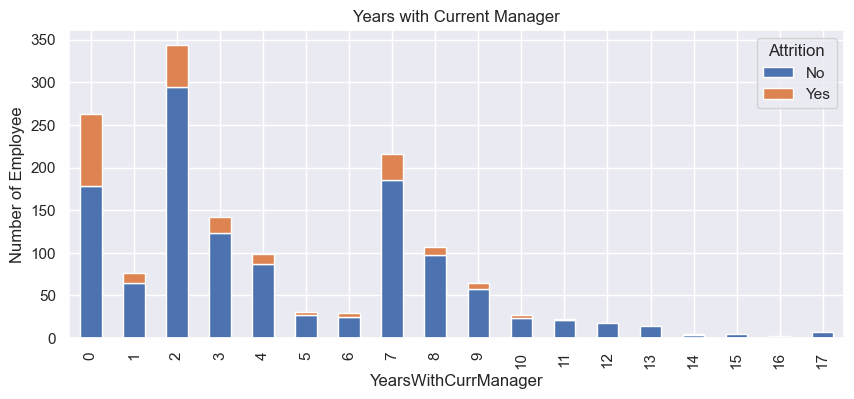 Years with Current Manager
350
300
250
200
150
100
50
0
Number of Employee
Attrition
No
Yes
0 1 2 3 4 5 6 7 8 9 10 11 12 13 14 15 16 17
YearsWithCurrManager